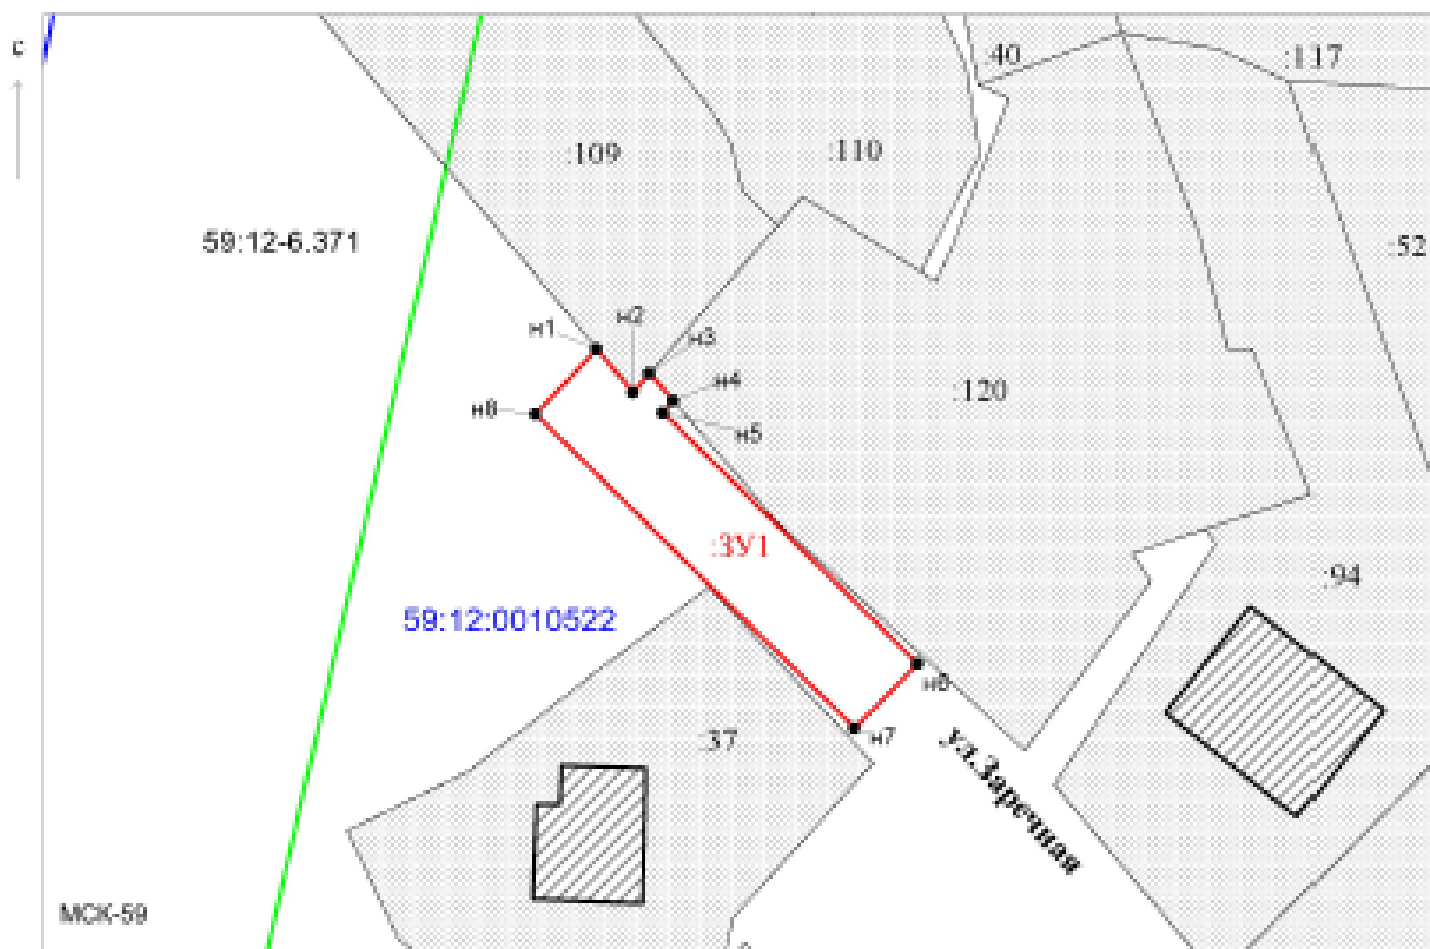 с
:40
:117
:109
:110
59:12-6.371
:52
н2
н1
н3
н4
:120
н8
н5
:ЗУ1
:94
59:12:0010522
н6
:37
н7
ул.Заречная
МСК-59